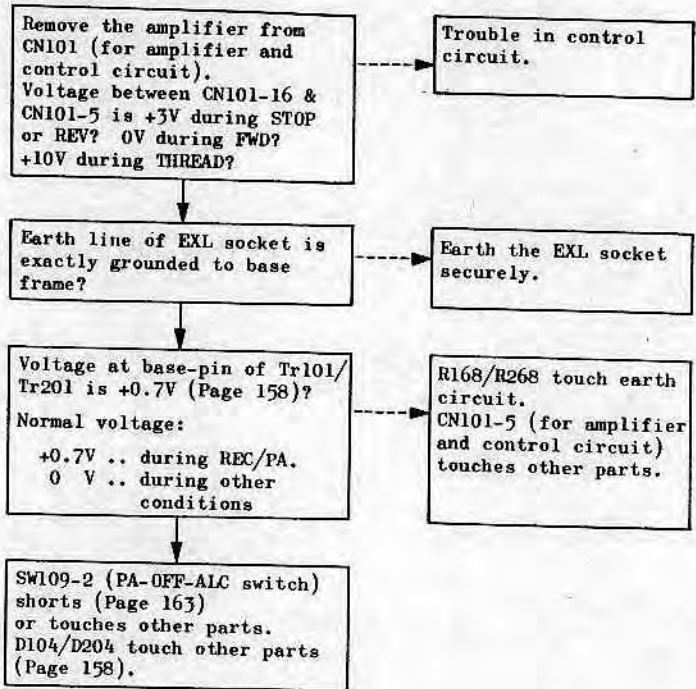 Remove the amplifier from
CN101 (for amplifier and
control circuit).
Voltage between CN101-16 &
CN101-5 is +3V during STOP
or REV? 0V during FWD?
+10V during THREAD?
Trouble in control
circuit.
Earth line of EXL socket is
exactly grounded to base
frame?
Earth the EXL socket
securely.
Voltage at base-pin of Tr101/
Tr201 is +0.7V (Page 158)?
Normal voltage:
+0.7V .. during REC/PA.
0 V .. during other
conditions
R168/R268 touch earth
circuit.
CN101-5 (for amplifier
and control circuit)
touches other parts.
SW109-2 (PA-OFF-ALC switch)
shorts (Page 163)
or touches other parts.
D104/D204 touch other parts
(Page 158).